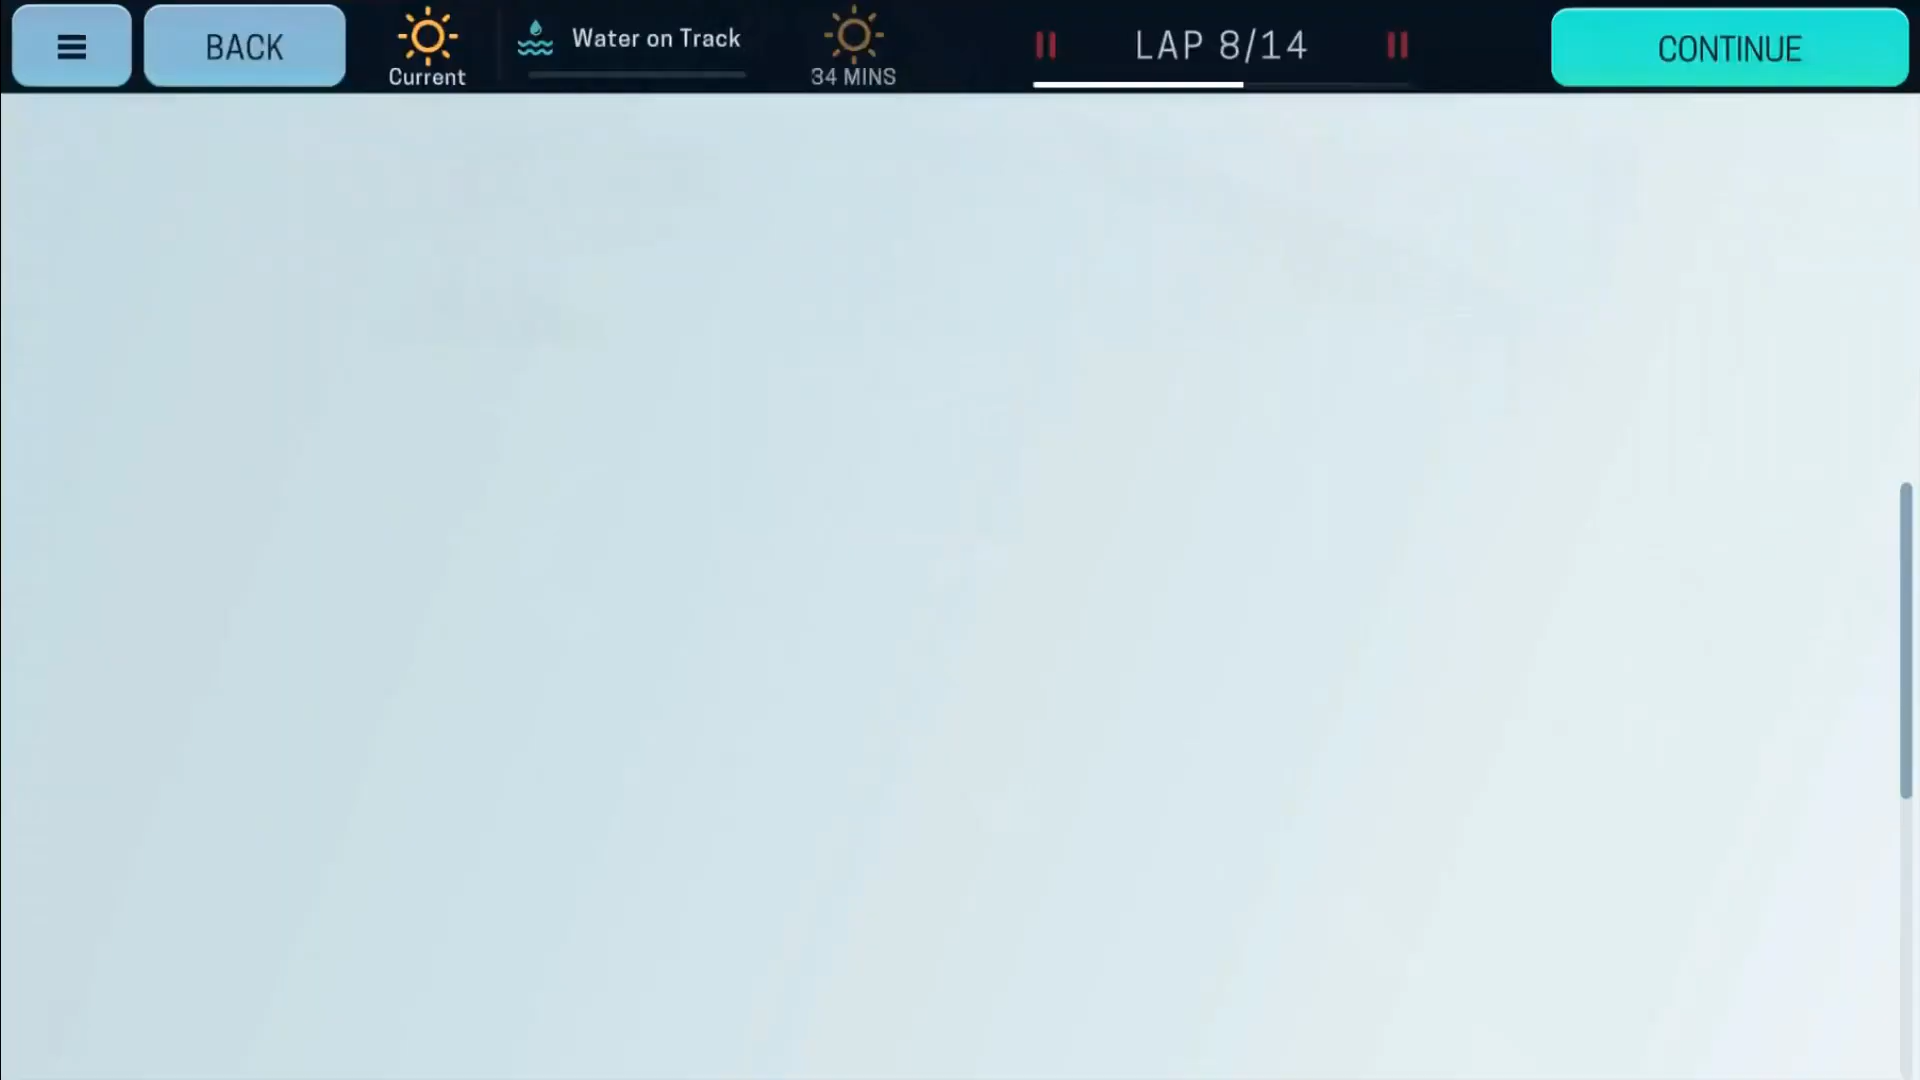 BACK
Current
Water on Track
34 MINS
LAP 8/14
CONTINUE